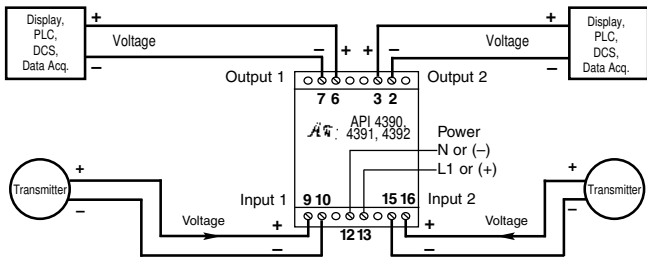 Display,
PLC,
DCS,
Data Acq.
+
Voltage
–
Output 1
– + + –
7 6 3 2
Output 2
+
Voltage
–
Display,
PLC,
DCS,
Data Acq.
API 4390,
4391, 4392
Power
N or (–)
L1 or (+)
Transmitter
+
–
Voltage
Input 1
9 10
+
–
12 13
15 16
Input 2
+
–
Voltage
+
–
Transmitter